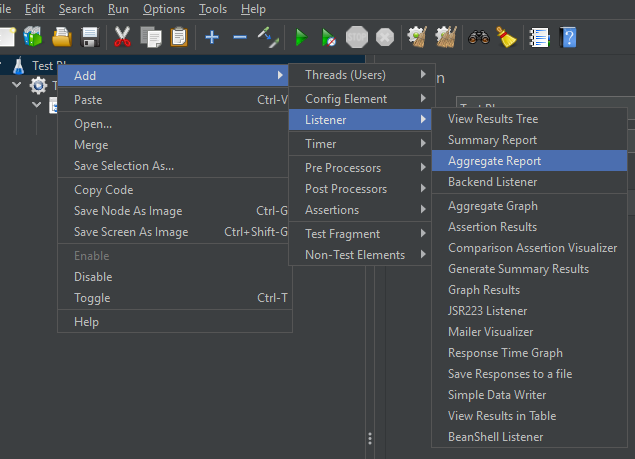 Edit Search Run Options Tools Help
Test
Add
Paste Ctrl-V
Open...
Merge
Save Selection As...
Copy Code
Save Node As Image Ctrl-G
Save Screen As Image Ctrl+Shift-G
Enable
Disable
Toggle Ctrl-T
Help
Threads (Users)
Config Element
Listener
Timer
Pre Processors
Post Processors
Assertions
Test Fragment
Non-Test Elements
View Results Tree
Summary Report
Aggregate Report
Backend Listener
Aggregate Graph
Assertion Results
Comparison Assertion Visualizer
Generate Summary Results
Graph Results
JSR223 Listener
Mailer Visualizer
Response Time Graph
Save Responses to a file
Simple Data Writer
View Results in Table
BeanShell Listener